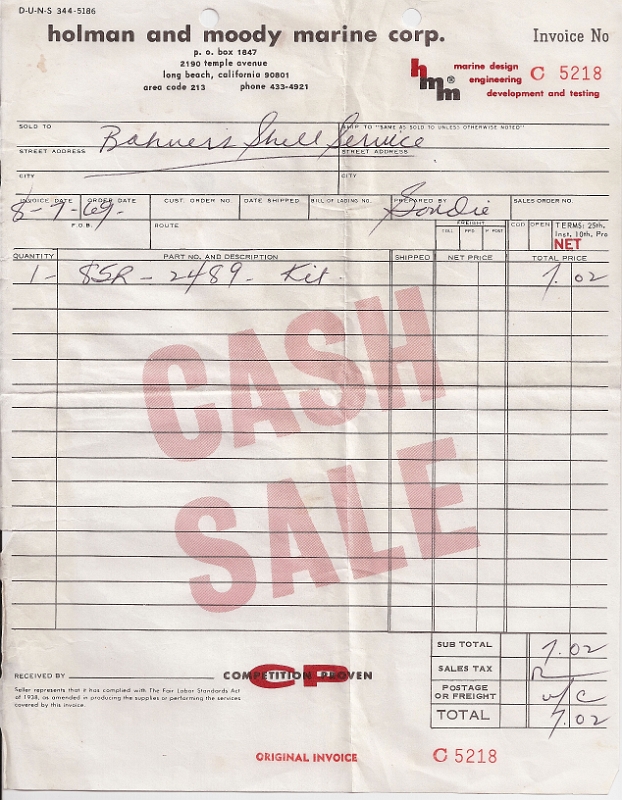 D-U-N-S 344-5186
holman and moody marine corp.
Invoice No
p. o. box 1847
2190 temple avenue
long beach, california 90801
area code 213 phone 433-4921
hmm ®
marine design
engineering
development and testing
C 5218
SOLD TO
SHIP TO "SAME AS SOLD TO UNLESS OTHERWISE NOTED"
Shell Service
STREET ADDRESS STREET ADDRESS
CITY CITY
INVOICE DATE ORDER DATE CUST. ORDER NO. DATE SHIPPED BILL OF LADING NO. PREPARED BY SALES ORDER NO.
8-7-69-
F.O.B. ROUTE FREIGHT COLL PPD P. POST COD OPEN TERMS: 25th,
Inst. 10th, Pro
NET
QUANTITY PART NO. AND DESCRIPTION SHIPPED NET PRICE TOTAL PRICE
1- 8SR-2489- Kit. 7.02
CASH
SALE
SUB TOTAL 7.02
SALES TAX R
POSTAGE
OR FREIGHT w/c
TOTAL 7.02
RECEIVED BY
CP
COMPETITION PROVEN
Seller represents that it has complied with The Fair Labor Standards Act
of 1938, as amended in producing the supplies or performing the services
covered by this invoice.
ORIGINAL INVOICE
C 5218